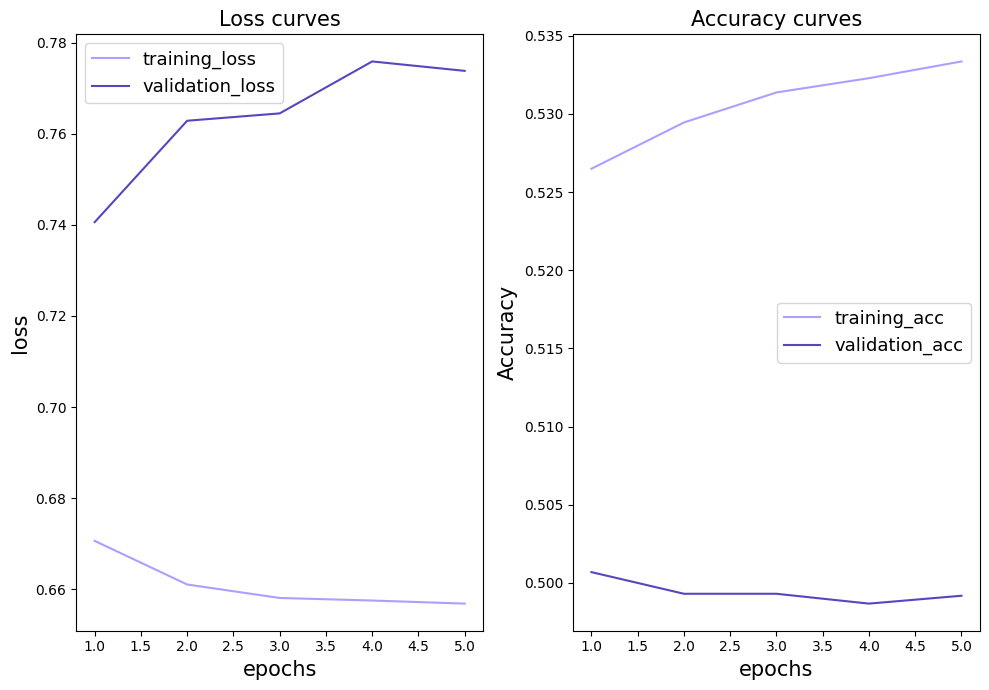 Loss curves
training_loss
validation_loss
0.78
0.76
0.74
0.72
0.70
0.68
0.66
loss
1.0 1.5 2.0 2.5 3.0 3.5 4.0 4.5 5.0
epochs
Accuracy curves
0.535
0.530
0.525
0.520
0.515
0.510
0.505
0.500
Accuracy
training_acc
validation_acc
1.0 1.5 2.0 2.5 3.0 3.5 4.0 4.5 5.0
epochs